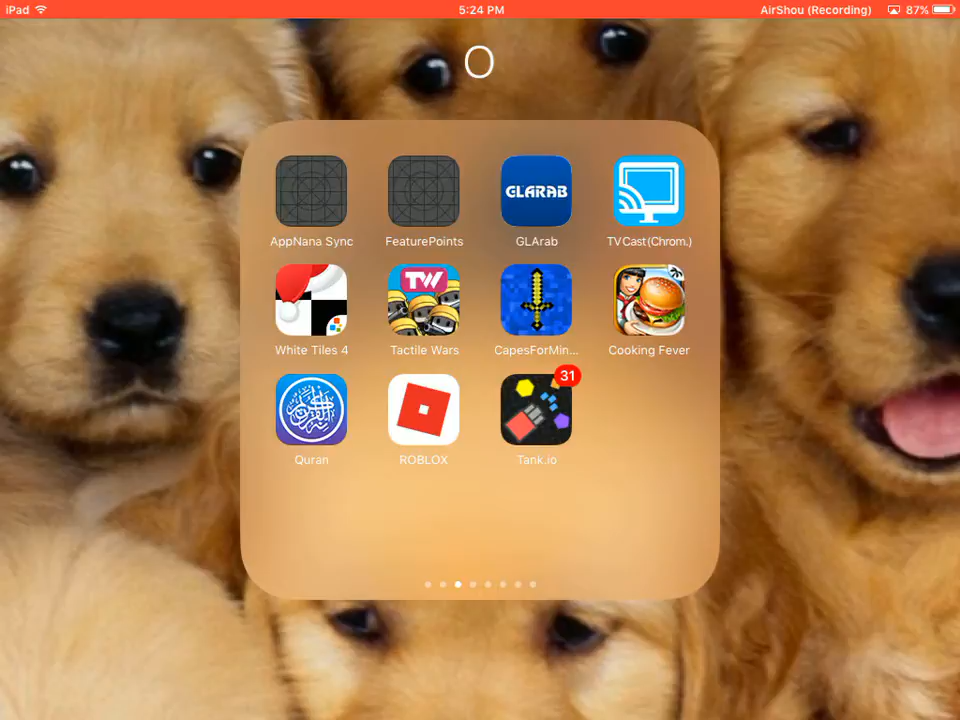 iPad 5:24 PM AirShou (Recording) 87%
O
GLARAB
AppNana Sync FeaturePoints GLArab TVCast(Chrom.)
TW
White Tiles 4 Tactile Wars CapesForMin... Cooking Fever
31
Quran ROBLOX Tank.io